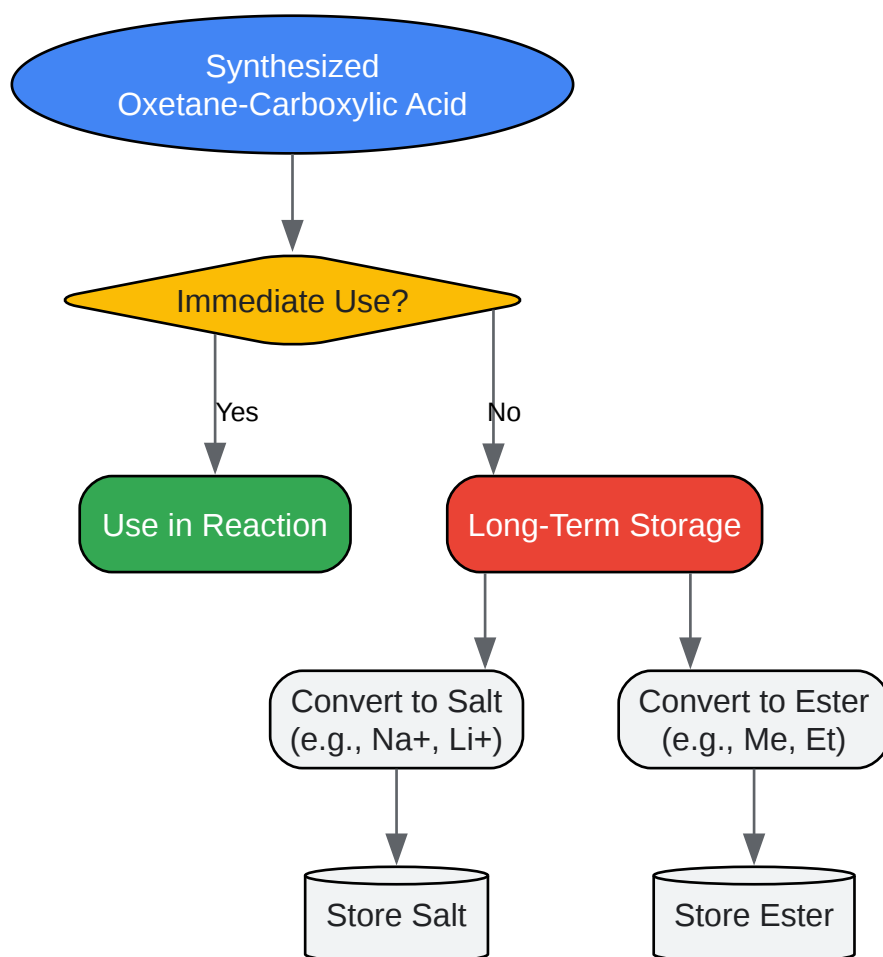 Synthesized
Oxetane-Carboxylic Acid
Immediate Use?
Yes
No
Use in Reaction
Long-Term Storage
Convert to Salt
(e.g., Na+, Li+)
Convert to Ester
(e.g., Me, Et)
Store Salt
Store Ester